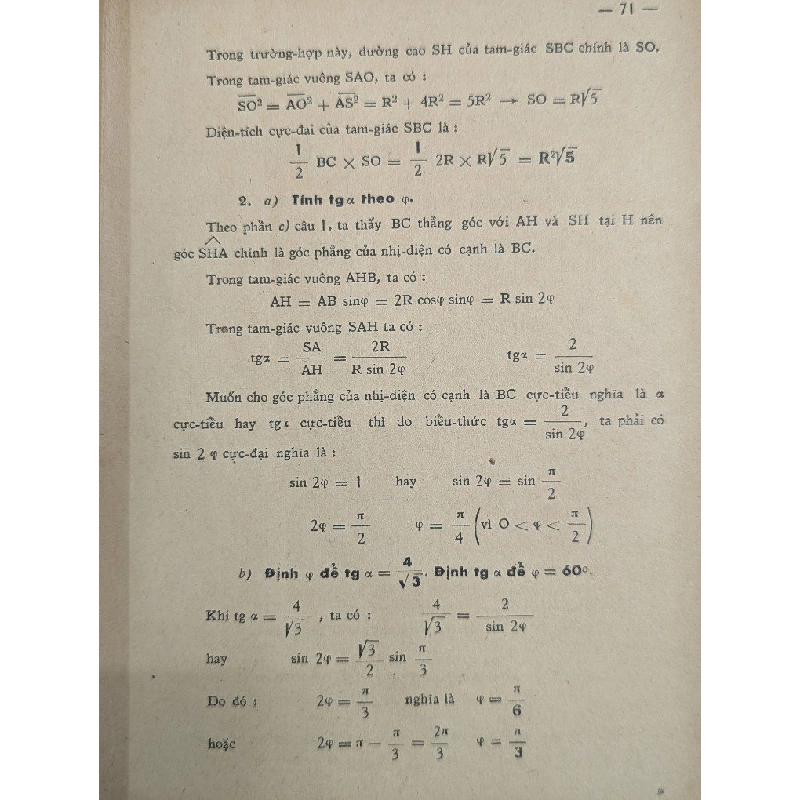 — 71 —
Trong trường-hợp này, đường cao SH của tam-giác SBC chính là SO.
Trong tam-giác vuông SAO, ta có :
SO² = AO² + AS² = R² + 4R² = 5R² → SO = R√5
Diện-tích cực-đại của tam-giác SBC là :
1/2 BC × SO = 1/2 2R × R√5 = R²√5
2. a) Tính tgα theo φ.
Theo phần c) câu 1, ta thấy BC thẳng góc với AH và SH tại H nên
góc SHA chính là góc phẳng của nhị-diện có cạnh là BC.
Trong tam-giác vuông AHB, ta có :
AH = AB sinφ = 2R cosφ sinφ = R sin 2φ
Trong tam-giác vuông SAH ta có :
tgα = SA/AH = 2R/R sin 2φ tgα = 2/sin 2φ
Muốn cho góc phẳng của nhị-diện có cạnh là BC cực-tiểu nghĩa là α
cực-tiểu hay tgα cực-tiểu thì do biểu-thức tgα = 2/sin 2φ, ta phải có
sin 2φ cực-đại nghĩa là :
sin 2φ = 1 hay sin 2φ = sin π/2
2φ = π/2 φ = π/4 (vì O < φ < π/2)
b) Định φ để tg α = 4/√3. Định tg α để φ = 60°.
Khi tg α = 4/√3 , ta có : 4/√3 = 2/sin 2φ
hay sin 2φ = √3/2 sin π/3
Do đó : 2φ = π/3 nghĩa là φ = π/6
hoặc 2φ = π − π/3 = 2π/3 φ = π/3